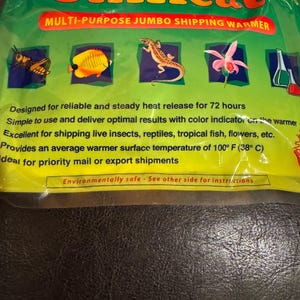 MULTI-PURPOSE JUMBO SHIPPING WARMER
Designed for reliable and steady heat release for 72 hours
Simple to use and deliver optimal results with color indicator on the warmer
Excellent for shipping live insects, reptiles, tropical fish, flowers, etc.
Provides an average warmer surface temperature of 100° F (38° C)
Ideal for priority mail or export shipments
Environmentally safe - See other side for instructions